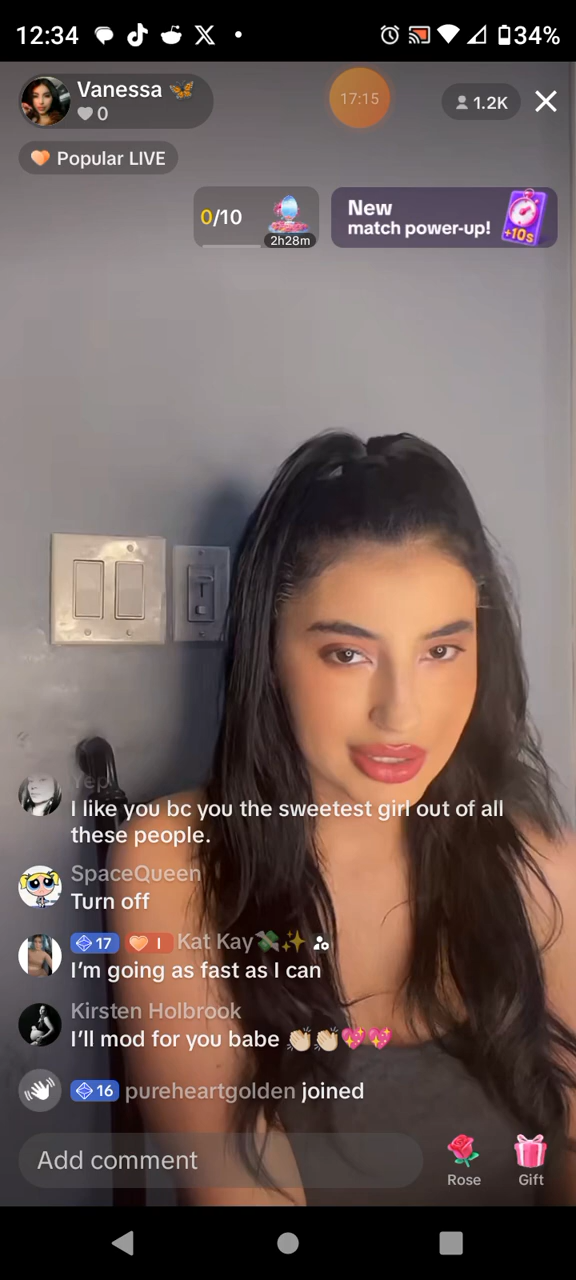 12:34
34%
Vanessa 🦋
0
17:15
1.2K
Popular LIVE
0/10
2h28m
New
match power-up!
+10s
Yep
I like you bc you the sweetest girl out of all
these people.
SpaceQueen
Turn off
17 I Kat Kay💸✨
I’m going as fast as I can
Kirsten Holbrook
I’ll mod for you babe 👏🏻👏🏻💖💖
16 pureheartgolden joined
Add comment
Rose
Gift